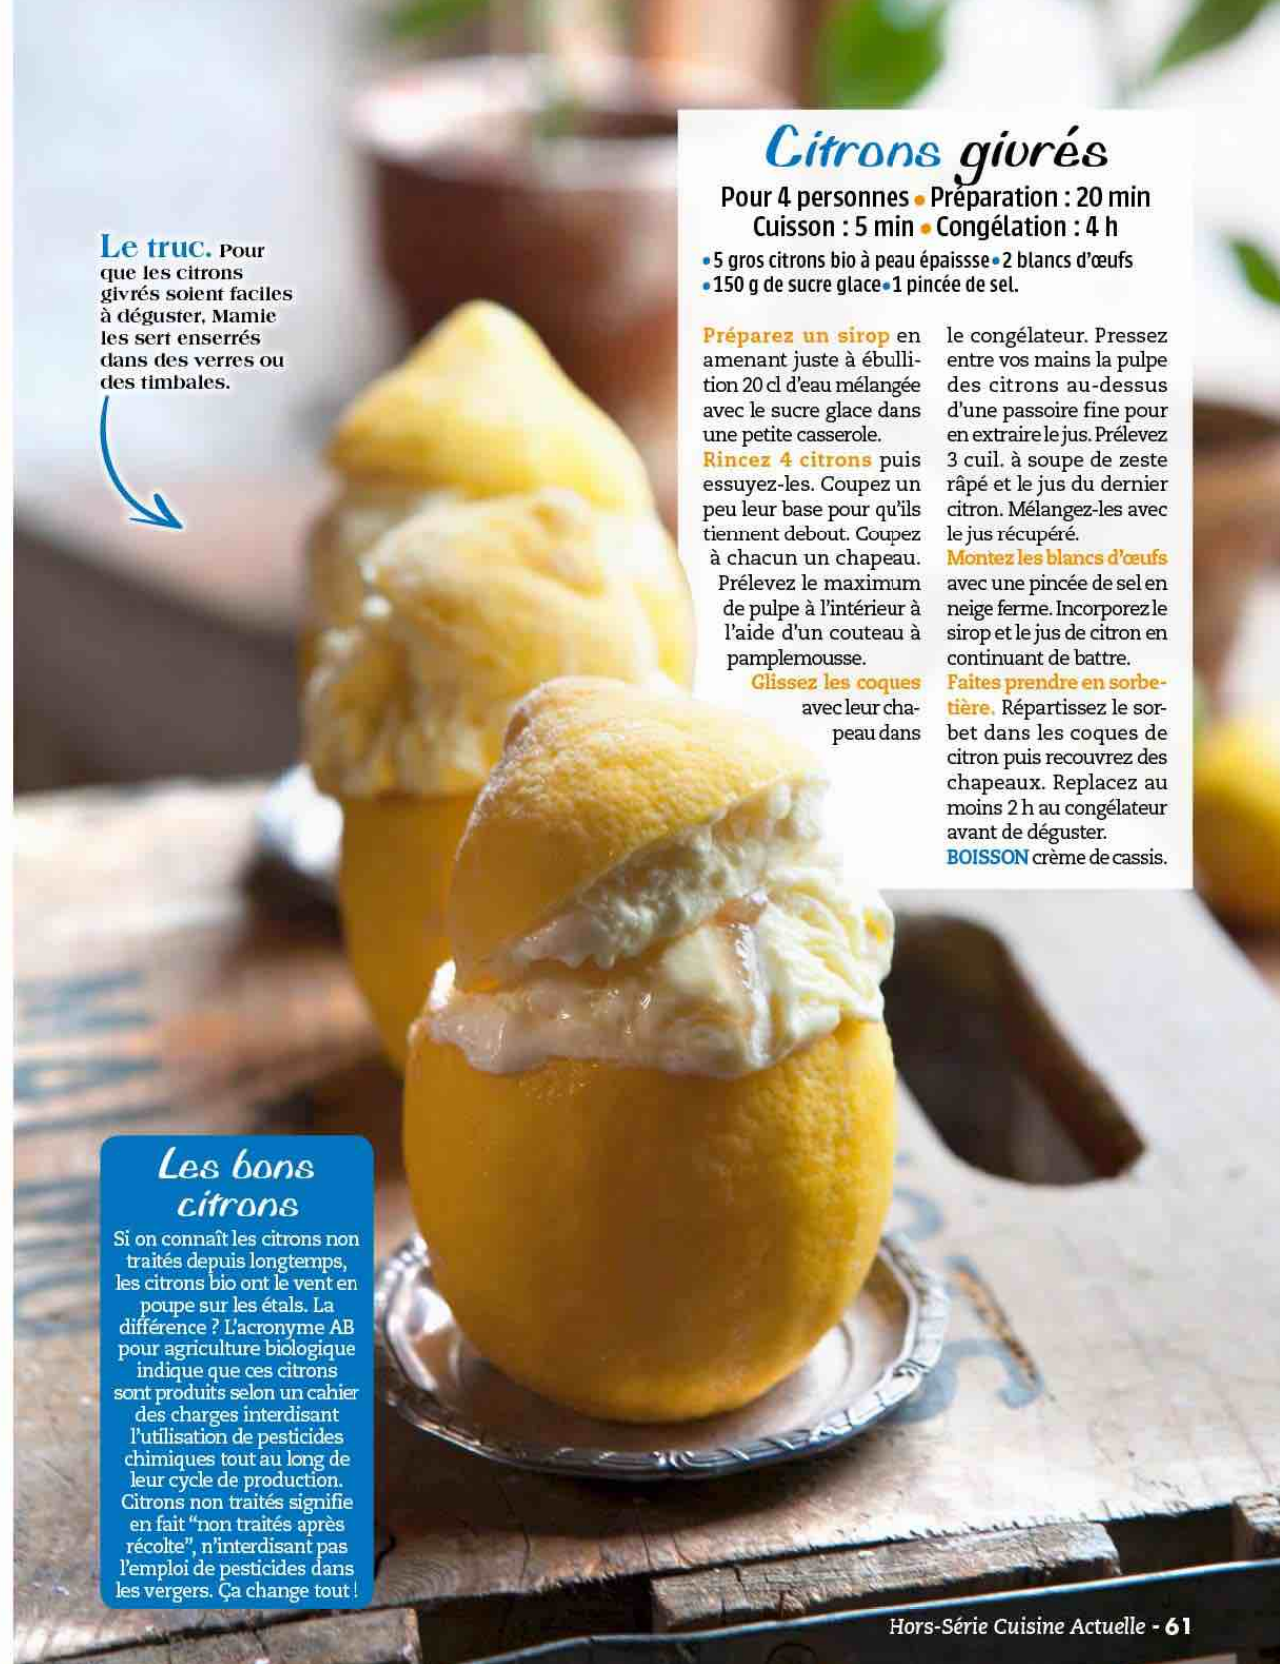 Citrons givrés
Pour 4 personnes • Préparation : 20 min
Cuisson : 5 min • Congélation : 4 h
• 5 gros citrons bio à peau épaissse • 2 blancs d'œufs
• 150 g de sucre glace • 1 pincée de sel.
Préparez un sirop en
amenant juste à ébulli-
tion 20 cl d'eau mélangée
avec le sucre glace dans
une petite casserole.
Rincez 4 citrons puis
essuyez-les. Coupez un
peu leur base pour qu'ils
tiennent debout. Coupez
à chacun un chapeau.
Prélevez le maximum
de pulpe à l'intérieur à
l'aide d'un couteau à
pamplemousse.
Glissez les coques
avec leur cha-
peau dans
le congélateur. Pressez
entre vos mains la pulpe
des citrons au-dessus
d'une passoire fine pour
en extraire le jus. Prélevez
3 cuil. à soupe de zeste
râpé et le jus du dernier
citron. Mélangez-les avec
le jus récupéré.
Montez les blancs d'œufs
avec une pincée de sel en
neige ferme. Incorporez le
sirop et le jus de citron en
continuant de battre.
Faites prendre en sorbe-
tière. Répartissez le sor-
bet dans les coques de
citron puis recouvrez des
chapeaux. Replacez au
moins 2 h au congélateur
avant de déguster.
BOISSON crème de cassis.
Le truc. Pour
que les citrons
givrés soient faciles
à déguster, Mamie
les sert enserrés
dans des verres ou
des timbales.
Les bons
citrons
Si on connaît les citrons non
traités depuis longtemps,
les citrons bio ont le vent en
poupe sur les étals. La
différence ? L'acronyme AB
pour agriculture biologique
indique que ces citrons
sont produits selon un cahier
des charges interdisant
l'utilisation de pesticides
chimiques tout au long de
leur cycle de production.
Citrons non traités signifie
en fait "non traités après
récolte", n'interdisant pas
l'emploi de pesticides dans
les vergers. Ça change tout !
Hors-Série Cuisine Actuelle - 61